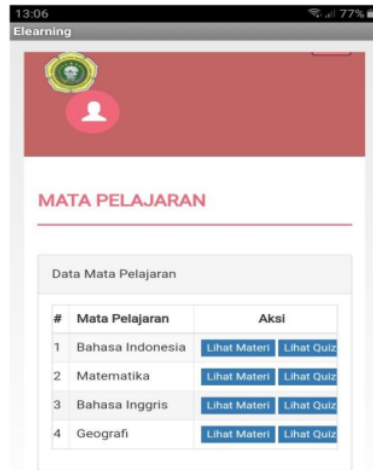 13:06 77%
Elearning
MATA PELAJARAN
Data Mata Pelajaran
# Mata Pelajaran Aksi
1 Bahasa Indonesia Lihat Materi Lihat Quiz
2 Matematika Lihat Materi Lihat Quiz
3 Bahasa Inggris Lihat Materi Lihat Quiz
4 Geografi Lihat Materi Lihat Quiz